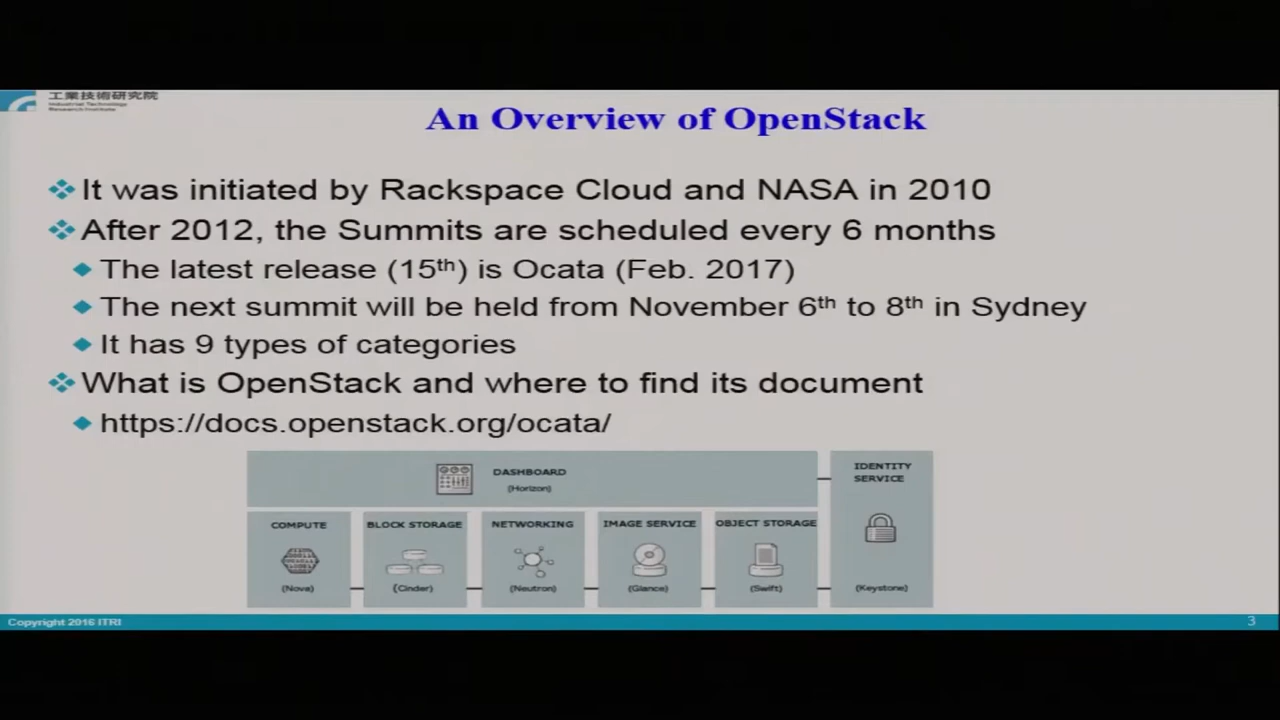 工業技術研究院
Industrial Technology
Research Institute
An Overview of OpenStack
It was initiated by Rackspace Cloud and NASA in 2010
After 2012, the Summits are scheduled every 6 months
The latest release (15th) is Ocata (Feb. 2017)
The next summit will be held from November 6th to 8th in Sydney
It has 9 types of categories
What is OpenStack and where to find its document
https://docs.openstack.org/ocata/
DASHBOARD
(Horizon)
IDENTITY
SERVICE
(Keystone)
COMPUTE
(Nova)
BLOCK STORAGE
(Cinder)
NETWORKING
(Neutron)
IMAGE SERVICE
(Glance)
OBJECT STORAGE
(Swift)
Copyright 2016 ITRI
3